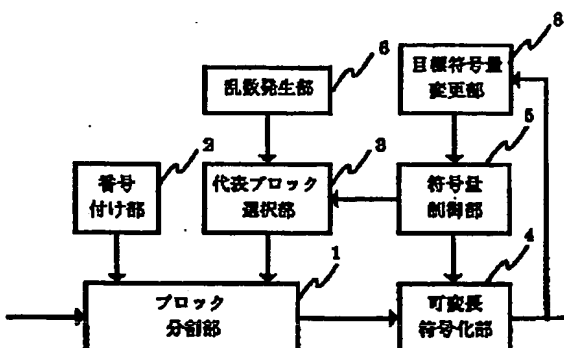 8
6
目標符号量
変更部
乱数発生部
5
2
3
番号
付け部
代表ブロック
選択部
符号量
制御部
1
4
ブロック
分割部
可変長
符号化部